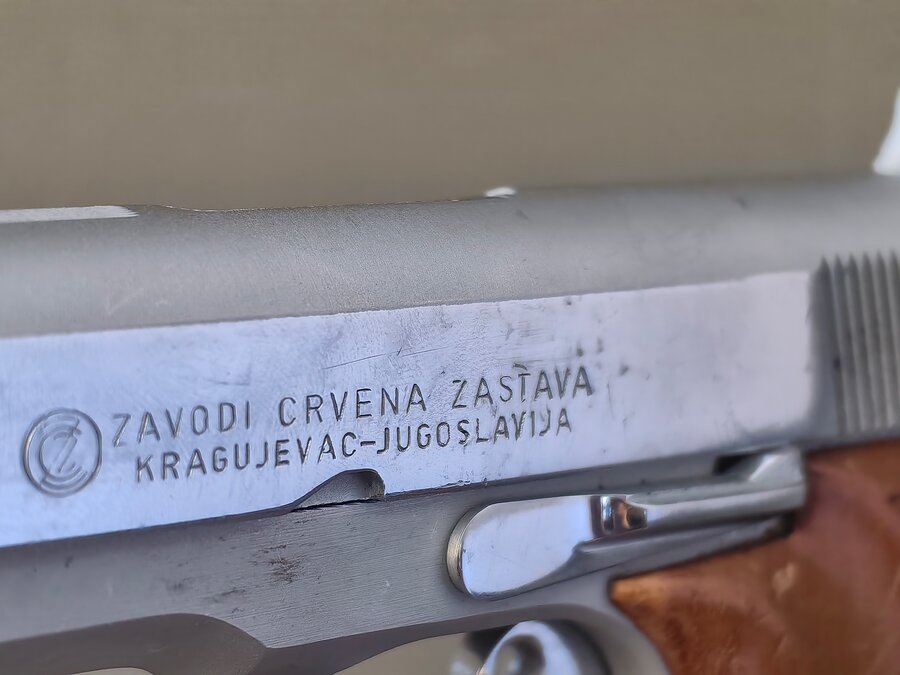 ZAVODI CRVENA ZASTAVA
KRAGUJEVAC-JUGOSLAVIJA